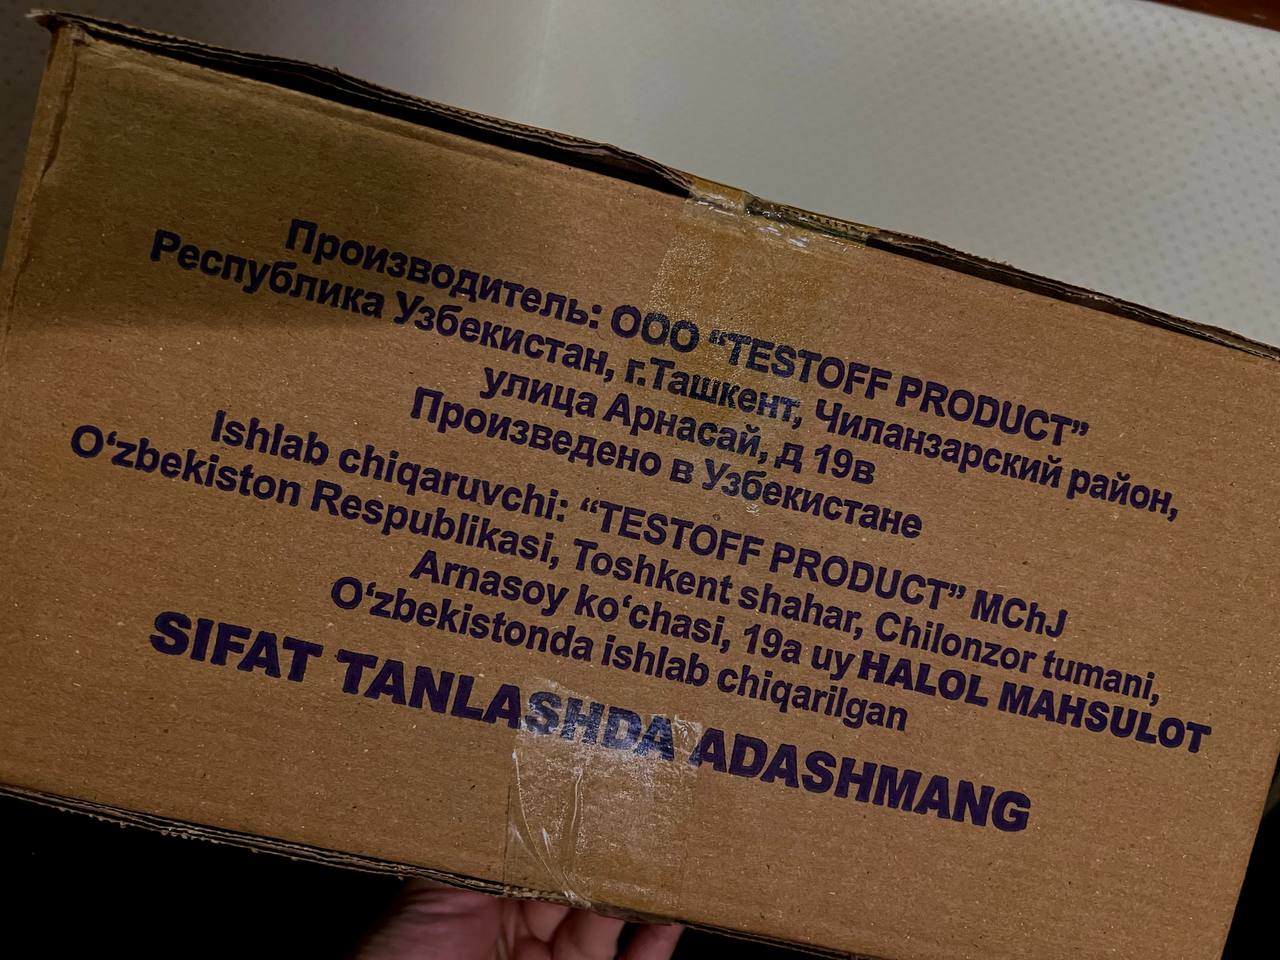 Производитель: ООО “TESTOFF PRODUCT”
Республика Узбекистан, г.Ташкент, Чиланзарский район,
улица Арнасай, д 19в
Произведено в Узбекистане
Ishlab chiqaruvchi: “TESTOFF PRODUCT” MChJ
O‘zbekiston Respublikasi, Toshkent shahar, Chilonzor tumani,
Arnasoy ko‘chasi, 19a uy HALOL MAHSULOT
O‘zbekistonda ishlab chiqarilgan
SIFAT TANLASHDA ADASHMANG